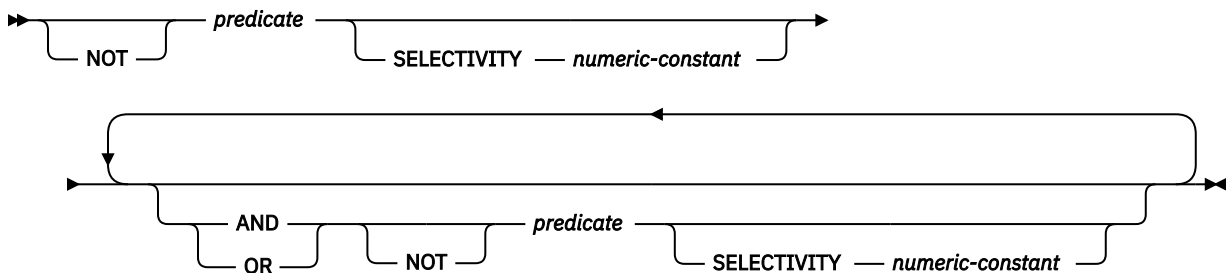 predicate
NOT
SELECTIVITY numeric-constant
AND predicate
OR NOT SELECTIVITY numeric-constant